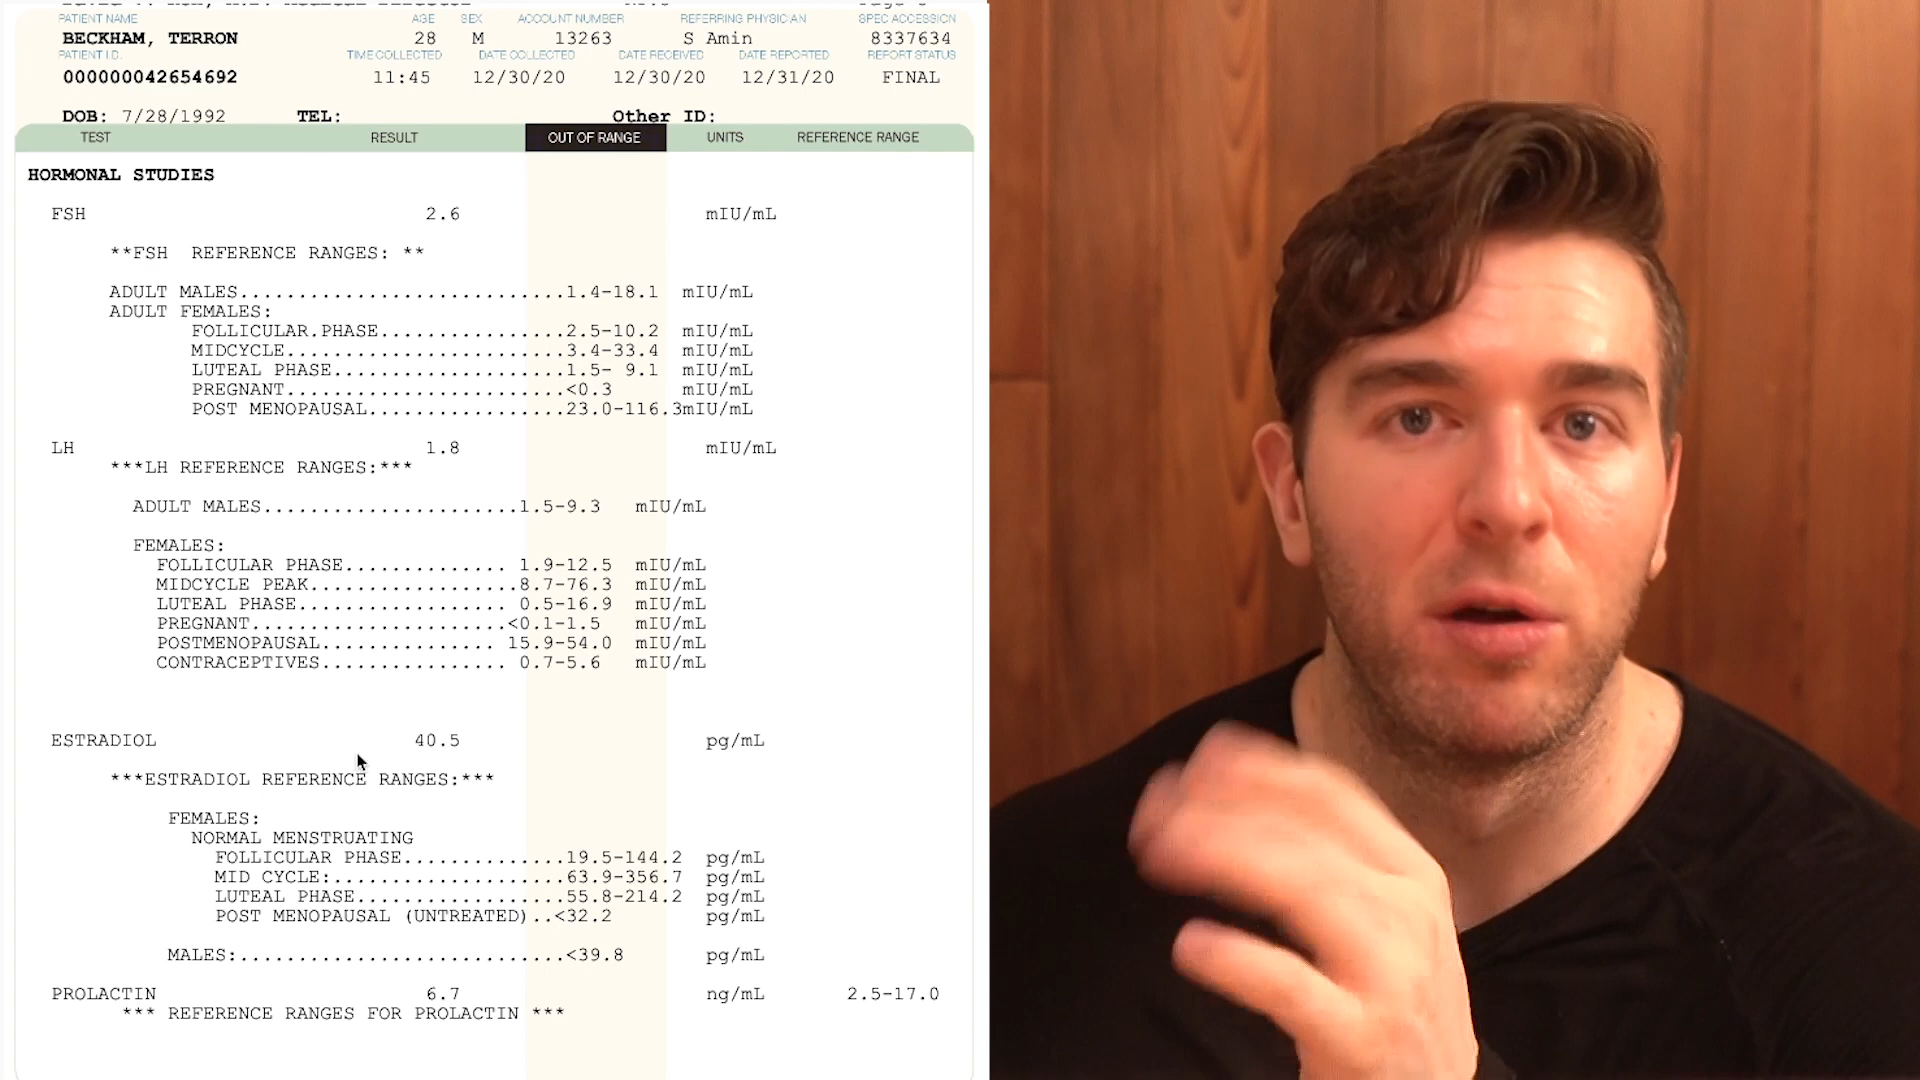 PATIENT NAME AGE SEX ACCOUNT NUMBER REFERRING PHYSICIAN SPEC ACCESSION
BECKHAM, TERRON 28 M 13263 S Amin 8337634
PATIENT I.D. TIME COLLECTED DATE COLLECTED DATE RECEIVED DATE REPORTED REPORT STATUS
000000042654692 11:45 12/30/20 12/30/20 12/31/20 FINAL
DOB: 7/28/1992 TEL: Other ID:
TEST RESULT OUT OF RANGE UNITS REFERENCE RANGE
HORMONAL STUDIES
FSH 2.6 mIU/mL
**FSH REFERENCE RANGES: **
ADULT MALES............................1.4-18.1 mIU/mL
ADULT FEMALES:
FOLLICULAR.PHASE................2.5-10.2 mIU/mL
MIDCYCLE........................3.4-33.4 mIU/mL
LUTEAL PHASE....................1.5- 9.1 mIU/mL
PREGNANT........................<0.3 mIU/mL
POST MENOPAUSAL.................23.0-116.3mIU/mL
LH 1.8 mIU/mL
***LH REFERENCE RANGES:***
ADULT MALES......................1.5-9.3 mIU/mL
FEMALES:
FOLLICULAR PHASE.............. 1.9-12.5 mIU/mL
MIDCYCLE PEAK..................8.7-76.3 mIU/mL
LUTEAL PHASE.................. 0.5-16.9 mIU/mL
PREGNANT......................<0.1-1.5 mIU/mL
POSTMENOPAUSAL............... 15.9-54.0 mIU/mL
CONTRACEPTIVES................ 0.7-5.6 mIU/mL
ESTRADIOL 40.5 pg/mL
***ESTRADIOL REFERENCE RANGES:***
FEMALES:
NORMAL MENSTRUATING
FOLLICULAR PHASE..............19.5-144.2 pg/mL
MID CYCLE:....................63.9-356.7 pg/mL
LUTEAL PHASE..................55.8-214.2 pg/mL
POST MENOPAUSAL (UNTREATED)..<32.2 pg/mL
MALES:............................<39.8 pg/mL
PROLACTIN 6.7 ng/mL 2.5-17.0
*** REFERENCE RANGES FOR PROLACTIN ***